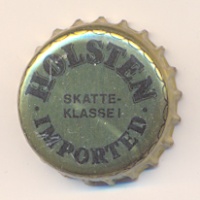 HOLSTEN
SKATTE-
KLASSE I
· IMPORTED ·